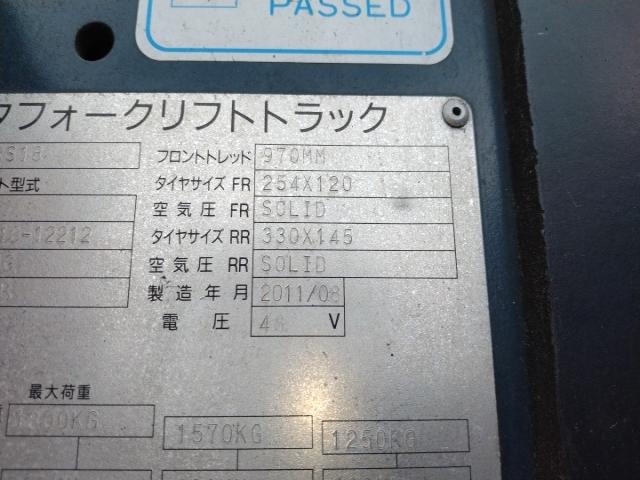 PASSED
フォークリフトトラック
フロントトレッド 970MM
ト型式 タイヤサイズ FR 254X120
空気圧 FR SOLID
-12212 タイヤサイズ RR 330X145
空気圧 RR SOLID
製造年月 2011/08
電圧 48 V
最大荷重
1570KG 1250KG